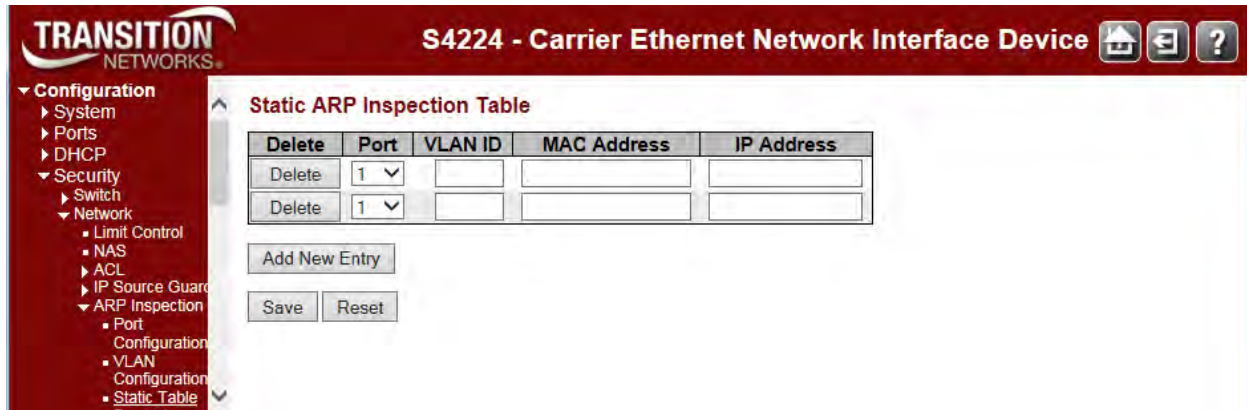 TRANSITION
NETWORKS®
S4224 - Carrier Ethernet Network Interface Device
?
Configuration
System
Ports
DHCP
Security
Switch
Network
Limit Control
NAS
ACL
IP Source Guard
ARP Inspection
Port
Configuration
VLAN
Configuration
Static Table
Static ARP Inspection Table
Delete Port VLAN ID MAC Address IP Address
Delete 1
Delete 1
Add New Entry
Save Reset